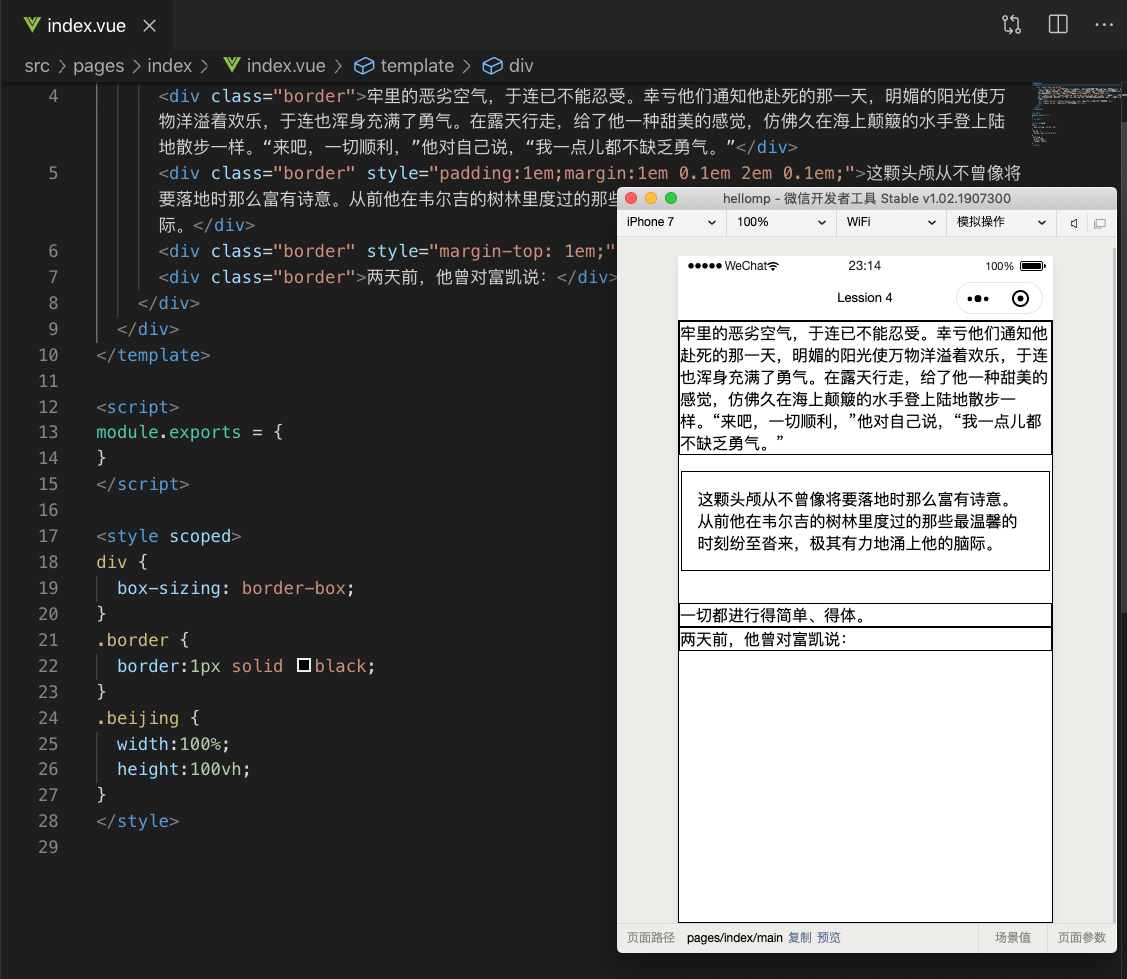 index.vue
src > pages > index > index.vue > template > div
4 <div class="border">牢里的恶劣空气，于连已不能忍受。幸亏他们通知他赴死的那一天，明媚的阳光使万
物洋溢着欢乐，于连也浑身充满了勇气。在露天行走，给了他一种甜美的感觉，仿佛久在海上颠簸的水手登上陆
地散步一样。“来吧，一切顺利，”他对自己说，“我一点儿都不缺乏勇气。”</div>
5 <div class="border" style="padding:1em;margin:1em 0.1em 2em 0.1em;">这颗头颅从不曾像将
要落地时那么富有诗意。从前他在韦尔吉的树林里度过的那些
际。</div>
6 <div class="border" style="margin-top: 1em;"
7 <div class="border">两天前，他曾对富凯说：</div>
8 </div>
9 </div>
10 </template>
11
12 <script>
13 module.exports = {
14 }
15 </script>
16
17 <style scoped>
18 div {
19 box-sizing: border-box;
20 }
21 .border {
22 border:1px solid black;
23 }
24 .beijing {
25 width:100%;
26 height:100vh;
27 }
28 </style>
29
hellomp - 微信开发者工具 Stable v1.02.1907300
iPhone 7 100% WiFi 模拟操作
WeChat 23:14 100%
Lession 4
牢里的恶劣空气，于连已不能忍受。幸亏他们通知他
赴死的那一天，明媚的阳光使万物洋溢着欢乐，于连
也浑身充满了勇气。在露天行走，给了他一种甜美的
感觉，仿佛久在海上颠簸的水手登上陆地散步一
样。“来吧，一切顺利，”他对自己说，“我一点儿都
不缺乏勇气。”
这颗头颅从不曾像将要落地时那么富有诗意。
从前他在韦尔吉的树林里度过的那些最温馨的
时刻纷至沓来，极其有力地涌上他的脑际。
一切都进行得简单、得体。
两天前，他曾对富凯说：
页面路径 pages/index/main 复制 预览 场景值 页面参数